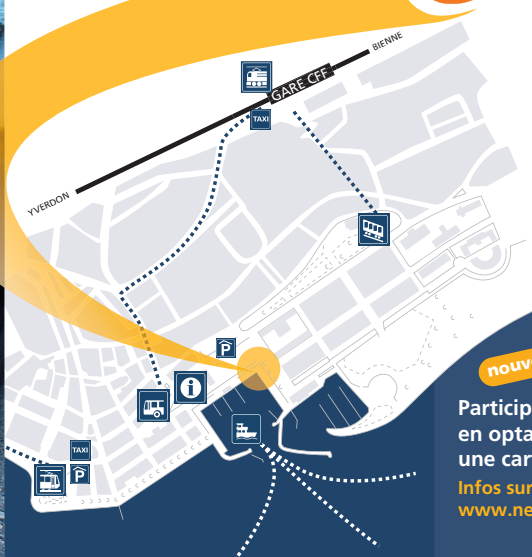 BIENNE
GARE CFF
TAXI
YVERDON
P
i
TAXI
P
nouv
Particip
en opta
une car
Infos sur
www.ne